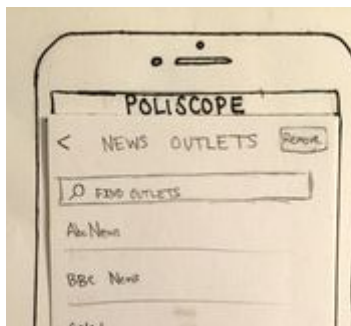 POLISCOPE
< NEWS OUTLETS Remove
FIND OUTLETS
Abc News
BBC News